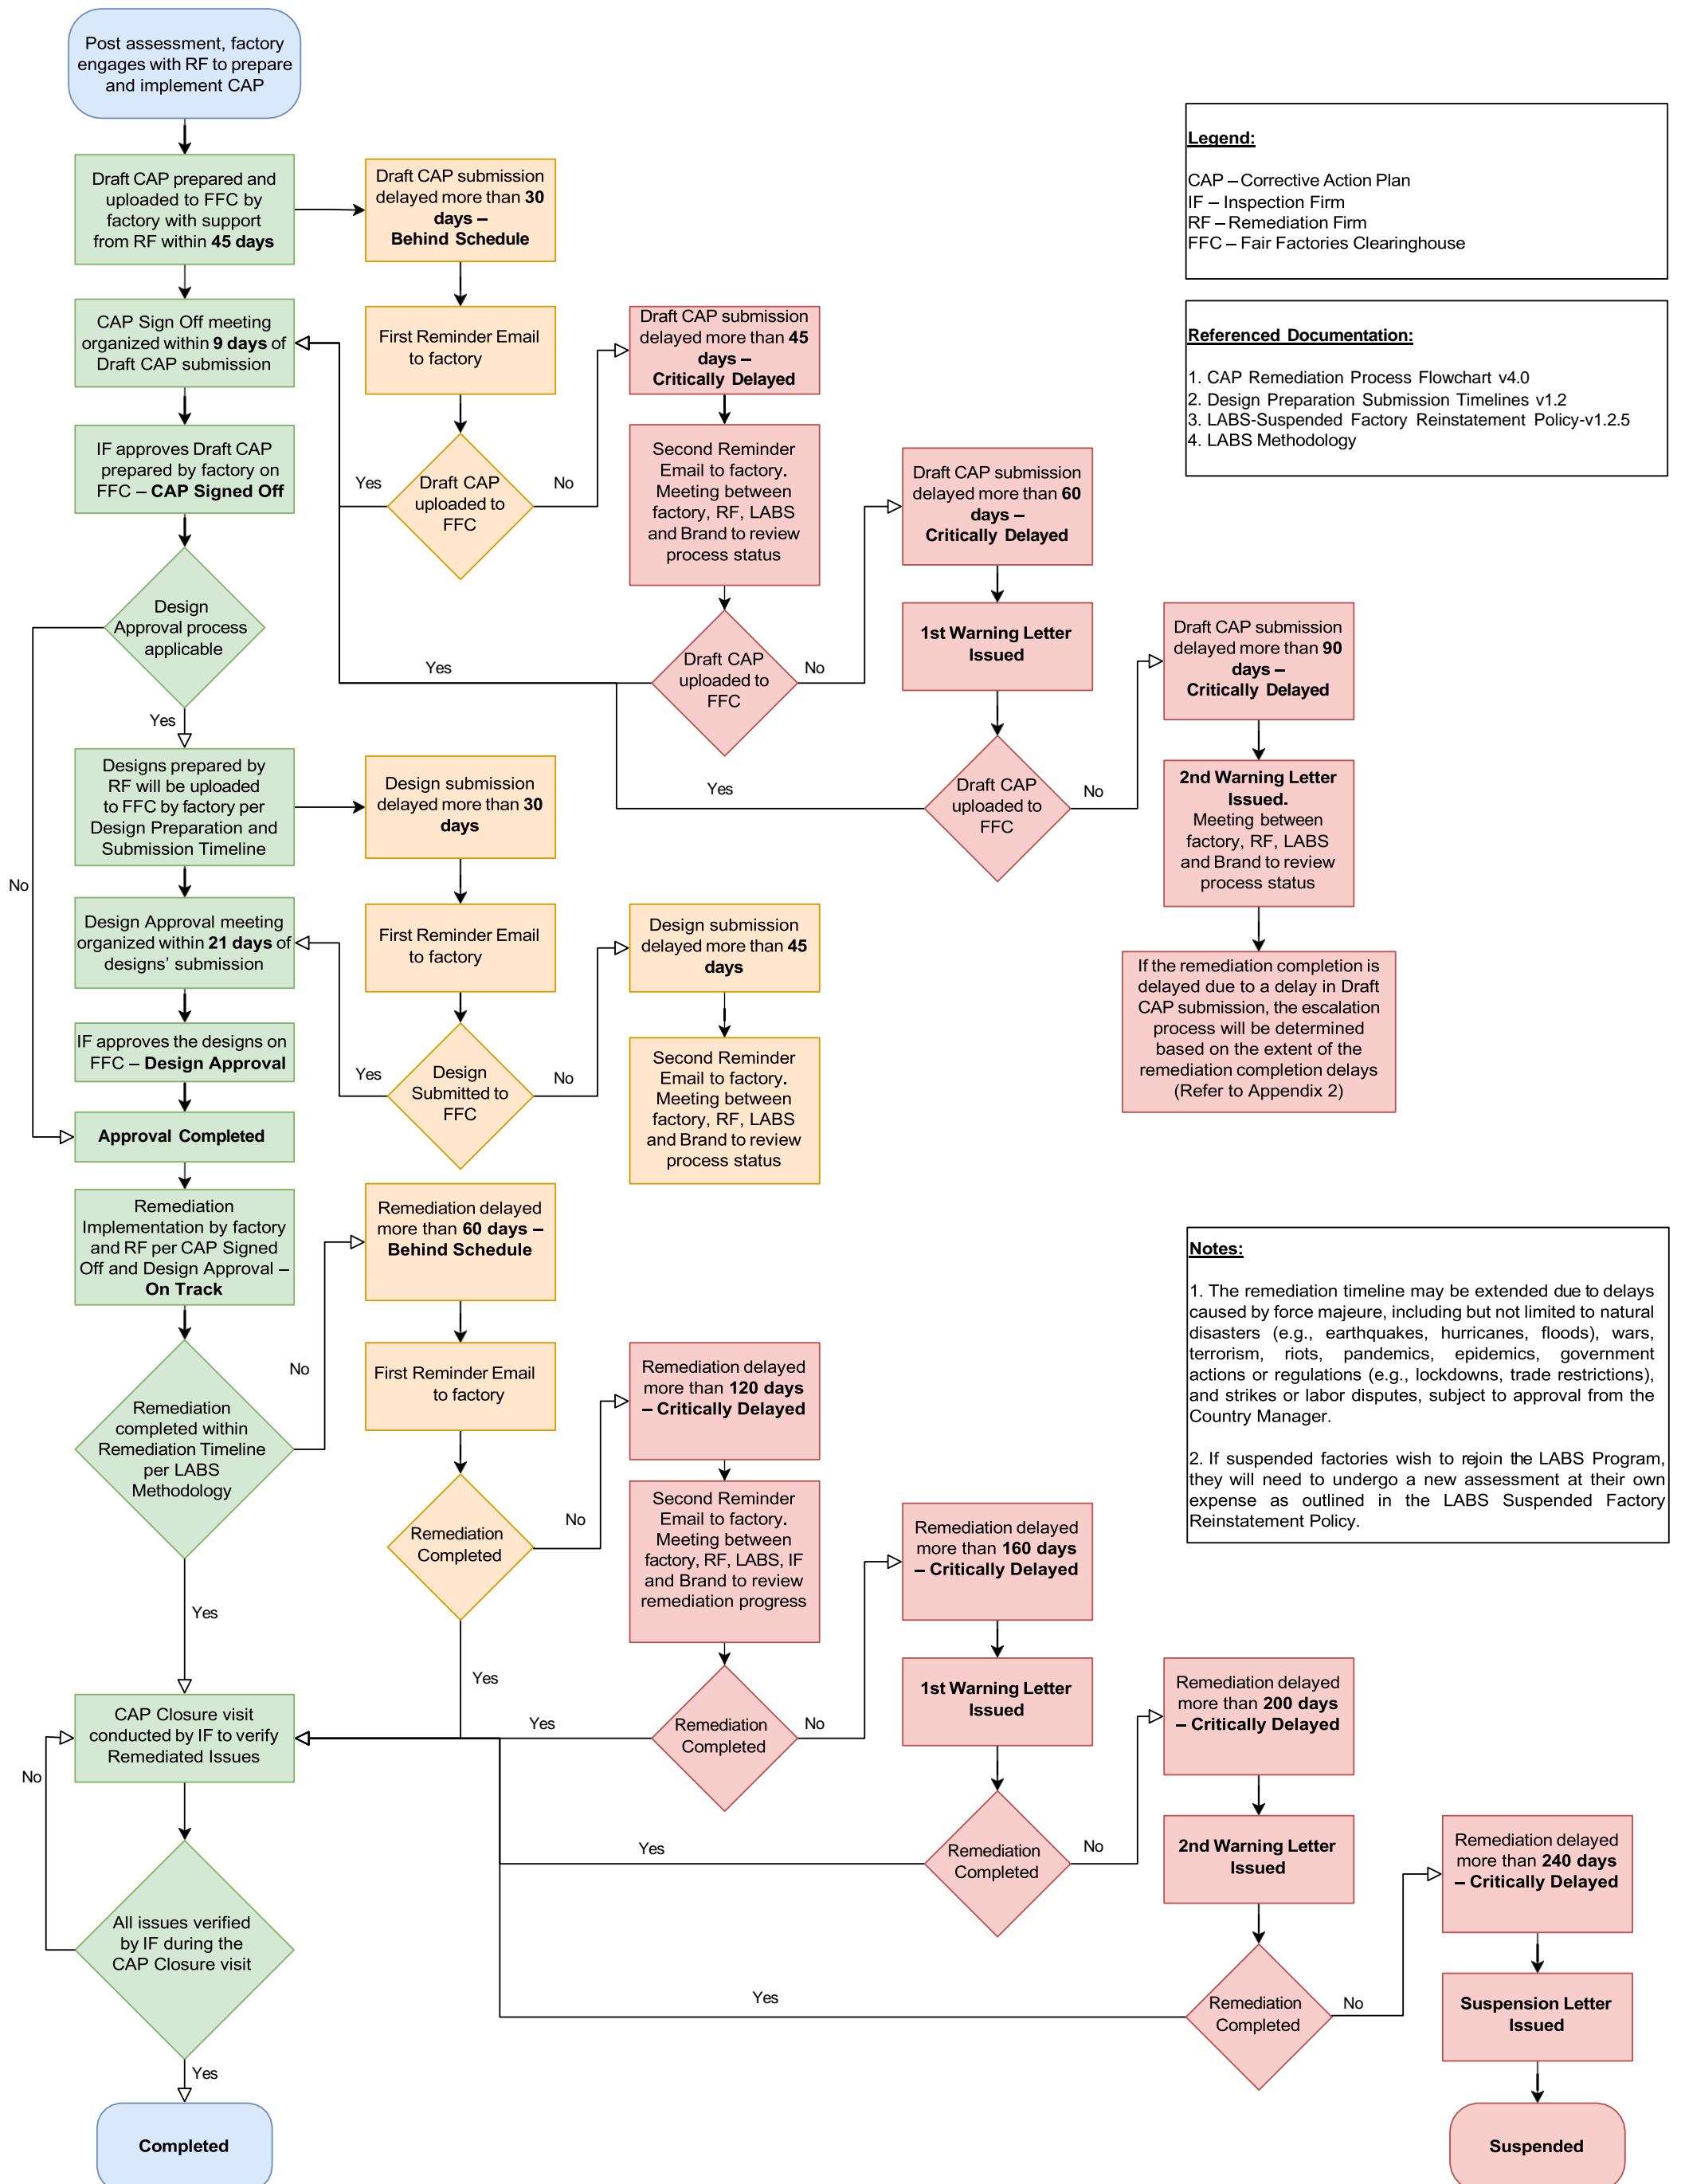 Post assessment, factory
engages with RF to prepare
and implement CAP
Draft CAP prepared and
uploaded to FFC by
factory with support
from RF within 45 days
Draft CAP submission
delayed more than 30
days –
Behind Schedule
Legend:
CAP – Corrective Action Plan
IF – Inspection Firm
RF – Remediation Firm
FFC – Fair Factories Clearinghouse
CAP Sign Off meeting
organized within 9 days of
Draft CAP submission
First Reminder Email
to factory
Draft CAP submission
delayed more than 45
days –
Critically Delayed
Referenced Documentation:
1. CAP Remediation Process Flowchart v4.0
2. Design Preparation Submission Timelines v1.2
3. LABS-Suspended Factory Reinstatement Policy-v1.2.5
4. LABS Methodology
IF approves Draft CAP
prepared by factory on
FFC – CAP Signed Off
Yes
Draft CAP
uploaded to
FFC
No
Second Reminder
Email to factory.
Meeting between
factory, RF, LABS
and Brand to review
process status
Draft CAP submission
delayed more than 60
days –
Critically Delayed
Design
Approval process
applicable
Yes
Yes
Draft CAP
uploaded to
FFC
No
1st Warning Letter
Issued
Draft CAP submission
delayed more than 90
days –
Critically Delayed
Designs prepared by
RF will be uploaded
to FFC by factory per
Design Preparation and
Submission Timeline
Design submission
delayed more than 30
days
Yes
Draft CAP
uploaded to
FFC
No
2nd Warning Letter
Issued.
Meeting between
factory, RF, LABS
and Brand to review
process status
No
Design Approval meeting
organized within 21 days of
designs’ submission
First Reminder Email
to factory
Design submission
delayed more than 45
days
If the remediation completion is
delayed due to a delay in Draft
CAP submission, the escalation
process will be determined
based on the extent of the
remediation completion delays
(Refer to Appendix 2)
IF approves the designs on
FFC – Design Approval
Yes
Design
Submitted to
FFC
No
Second Reminder
Email to factory.
Meeting between
factory, RF, LABS
and Brand to review
process status
Approval Completed
Remediation
Implementation by factory
and RF per CAP Signed
Off and Design Approval –
On Track
Remediation delayed
more than 60 days –
Behind Schedule
Notes:
1. The remediation timeline may be extended due to delays
caused by force majeure, including but not limited to natural
disasters (e.g., earthquakes, hurricanes, floods), wars,
terrorism, riots, pandemics, epidemics, government
actions or regulations (e.g., lockdowns, trade restrictions),
and strikes or labor disputes, subject to approval from the
Country Manager.
2. If suspended factories wish to rejoin the LABS Program,
they will need to undergo a new assessment at their own
expense as outlined in the LABS Suspended Factory
Reinstatement Policy.
No
Remediation
completed within
Remediation Timeline
per LABS
Methodology
First Reminder Email
to factory
Remediation delayed
more than 120 days
– Critically Delayed
Remediation
Completed
No
Second Reminder
Email to factory.
Meeting between
factory, RF, LABS, IF
and Brand to review
remediation progress
Remediation delayed
more than 160 days
– Critically Delayed
Yes
Yes
CAP Closure visit
conducted by IF to verify
Remediated Issues
Yes
Remediation
Completed
No
1st Warning Letter
Issued
Remediation delayed
more than 200 days
– Critically Delayed
No
Yes
Remediation
Completed
No
2nd Warning Letter
Issued
Remediation delayed
more than 240 days
– Critically Delayed
All issues verified
by IF during the
CAP Closure visit
Yes
Remediation
Completed
No
Suspension Letter
Issued
Yes
Completed
Suspended